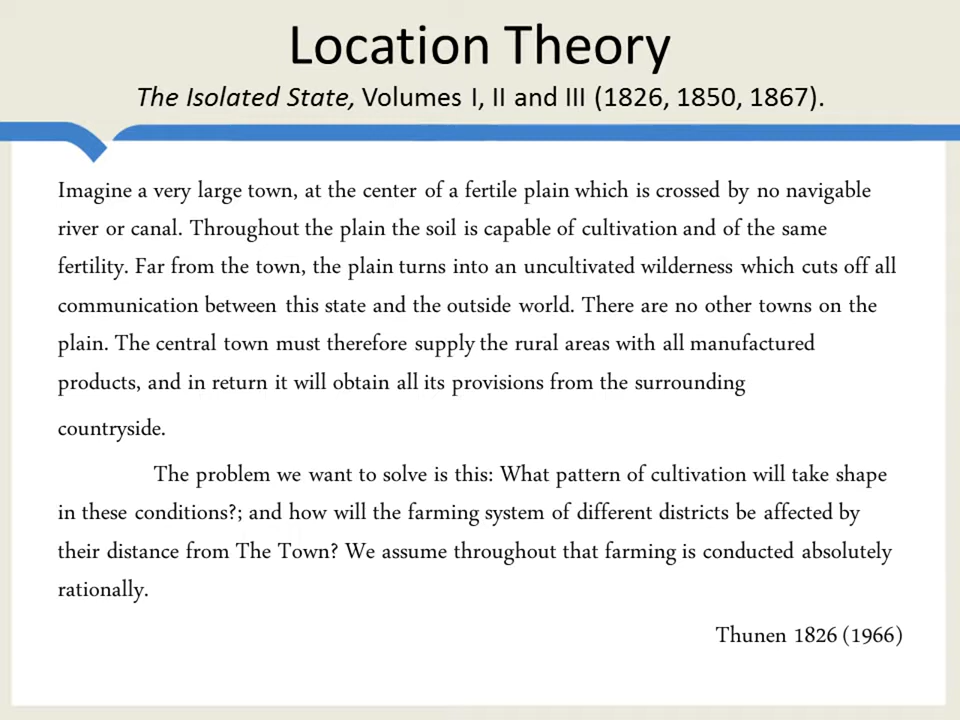 Location Theory
The Isolated State, Volumes I, II and III (1826, 1850, 1867).
Imagine a very large town, at the center of a fertile plain which is crossed by no navigable
river or canal. Throughout the plain the soil is capable of cultivation and of the same
fertility. Far from the town, the plain turns into an uncultivated wilderness which cuts off all
communication between this state and the outside world. There are no other towns on the
plain. The central town must therefore supply the rural areas with all manufactured
products, and in return it will obtain all its provisions from the surrounding
countryside.
The problem we want to solve is this: What pattern of cultivation will take shape
in these conditions?; and how will the farming system of different districts be affected by
their distance from The Town? We assume throughout that farming is conducted absolutely
rationally.
Thunen 1826 (1966)